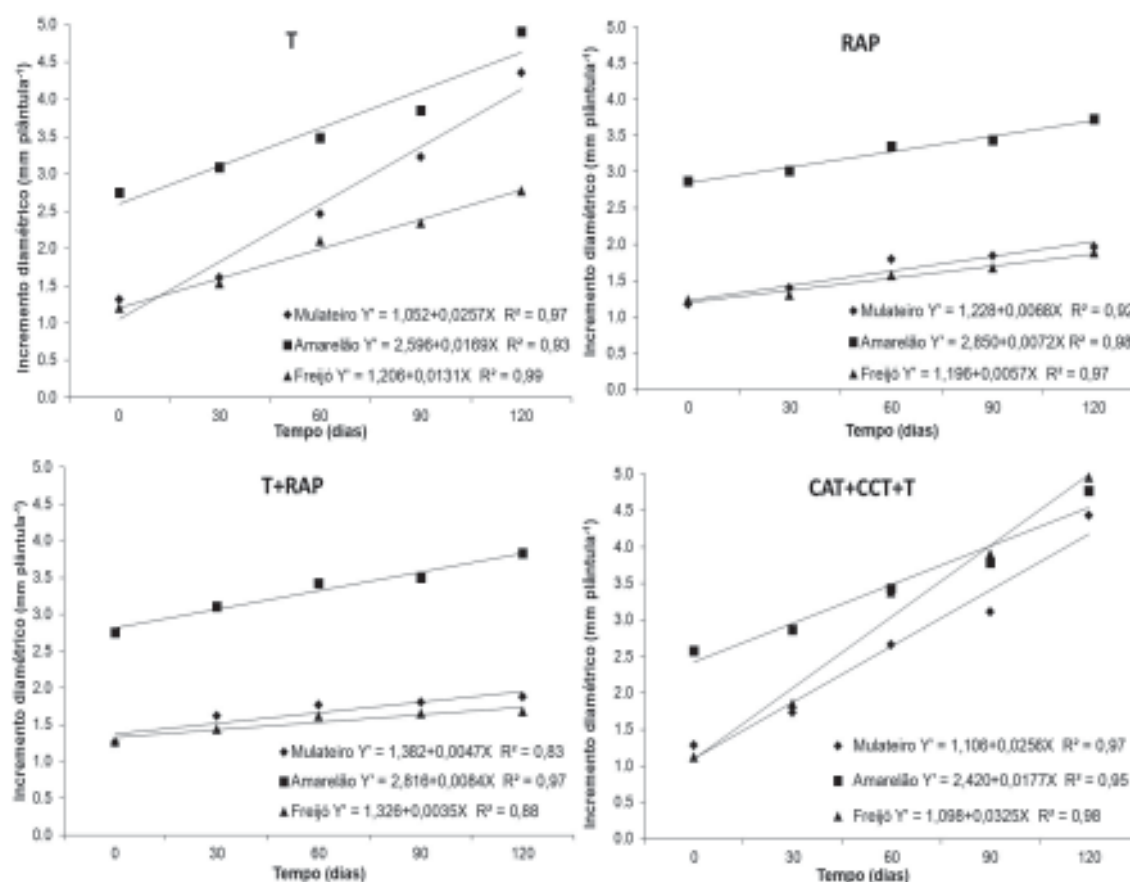 T
Incremento diamétrico (mm plântula⁻¹)
5.0
4.5
4.0
3.5
3.0
2.5
2.0
1.5
1.0
0.5
0.0
Mulateiro Y' = 1,052+0,0257X R² = 0,97
Amarelão Y' = 2,596+0,0169X R² = 0,93
Freijó Y' = 1,206+0,0131X R² = 0,99
0 30 60 90 120
Tempo (dias)
RAP
Incremento diamétrico (mm plântula⁻¹)
5.0
4.5
4.0
3.5
3.0
2.5
2.0
1.5
1.0
0.5
0.0
Mulateiro Y' = 1,228+0,0068X R² = 0,92
Amarelão Y' = 2,850+0,0072X R² = 0,98
Freijó Y' = 1,196+0,0057X R² = 0,97
0 30 60 90 120
Tempo (dias)
T+RAP
Incremento diamétrico (mm plântula⁻¹)
5.0
4.5
4.0
3.5
3.0
2.5
2.0
1.5
1.0
0.5
0.0
Mulateiro Y' = 1,382+0,0047X R² = 0,83
Amarelão Y' = 2,816+0,0084X R² = 0,97
Freijó Y' = 1,326+0,0035X R² = 0,88
0 30 60 90 120
Tempo (dias)
CAT+CCT+T
Incremento diamétrico (mm plântula⁻¹)
5.0
4.5
4.0
3.5
3.0
2.5
2.0
1.5
1.0
0.5
0.0
Mulateiro Y' = 1,106+0,0256X R² = 0,97
Amarelão Y' = 2,420+0,0177X R² = 0,95
Freijó Y' = 1,098+0,0325X R² = 0,98
0 30 60 90 120
Tempo (dias)